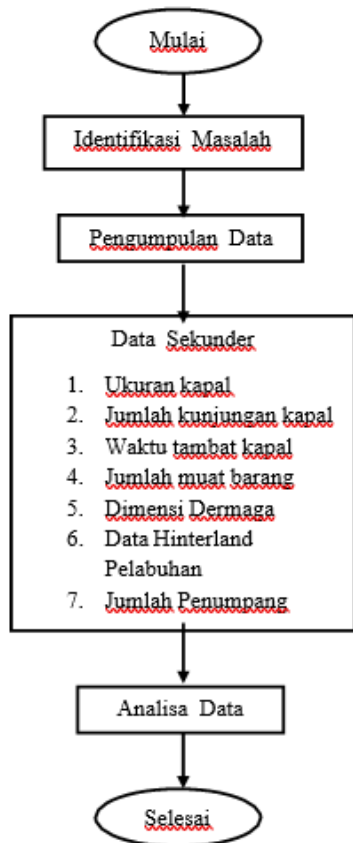 Mulai
Identifikasi Masalah
Pengumpulan Data
Data Sekunder
1. Ukuran kapal
2. Jumlah kunjungan kapal
3. Waktu tambat kapal
4. Jumlah muat barang
5. Dimensi Dermaga
6. Data Hinterland
Pelabuhan
7. Jumlah Penumpang
Analisa Data
Selesai